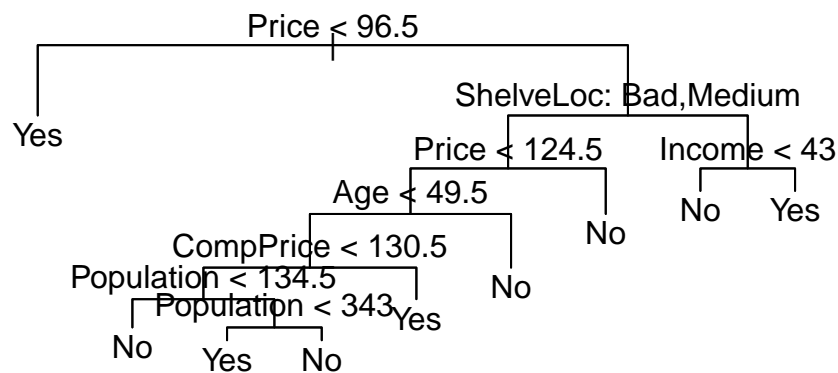 Price < 96.5
ShelveLoc: Bad,Medium
Yes
Price < 124.5
Income < 43
Age < 49.5
No
Yes
No
CompPrice < 130.5
Population < 134.5
No
Population < 343
Yes
No
Yes
No